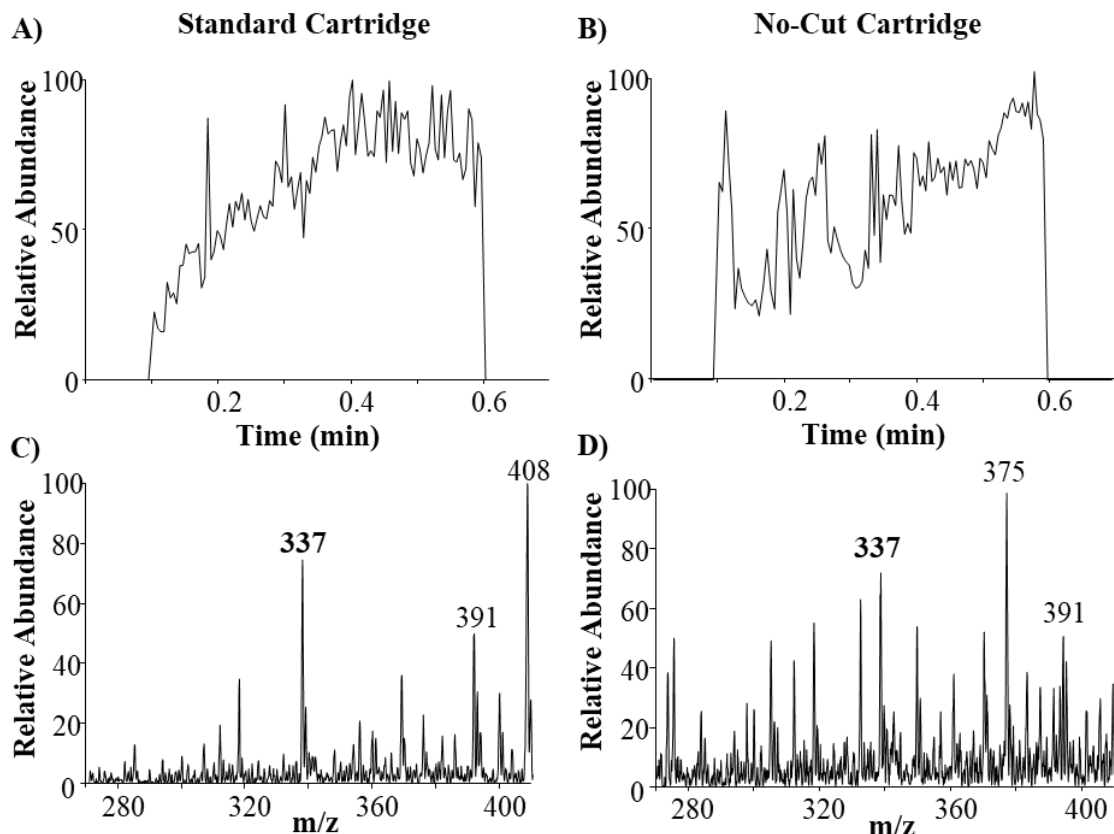 A) Standard Cartridge
B) No-Cut Cartridge
Relative Abundance
100
50
0
0.2 0.4 0.6
Time (min)
Relative Abundance
100
50
0
0.2 0.4 0.6
Time (min)
C)
Relative Abundance
100
80
60
40
20
0
337
391
408
280 320 360 400
m/z
D)
Relative Abundance
100
80
60
40
20
0
337
375
391
280 320 360 400
m/z